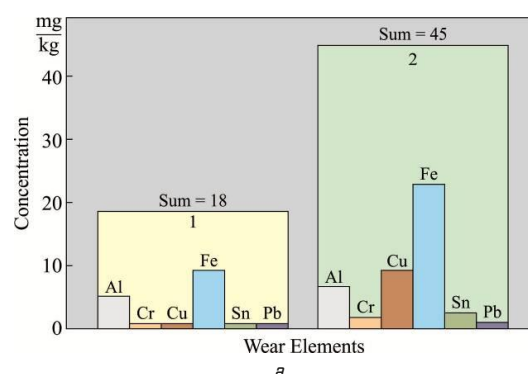 mg
kg
Concentration
40
30
20
10
0
Sum = 18
1
Al
Cr
Cu
Fe
Sn
Pb
Sum = 45
2
Al
Cr
Cu
Fe
Sn
Pb
Wear Elements
a